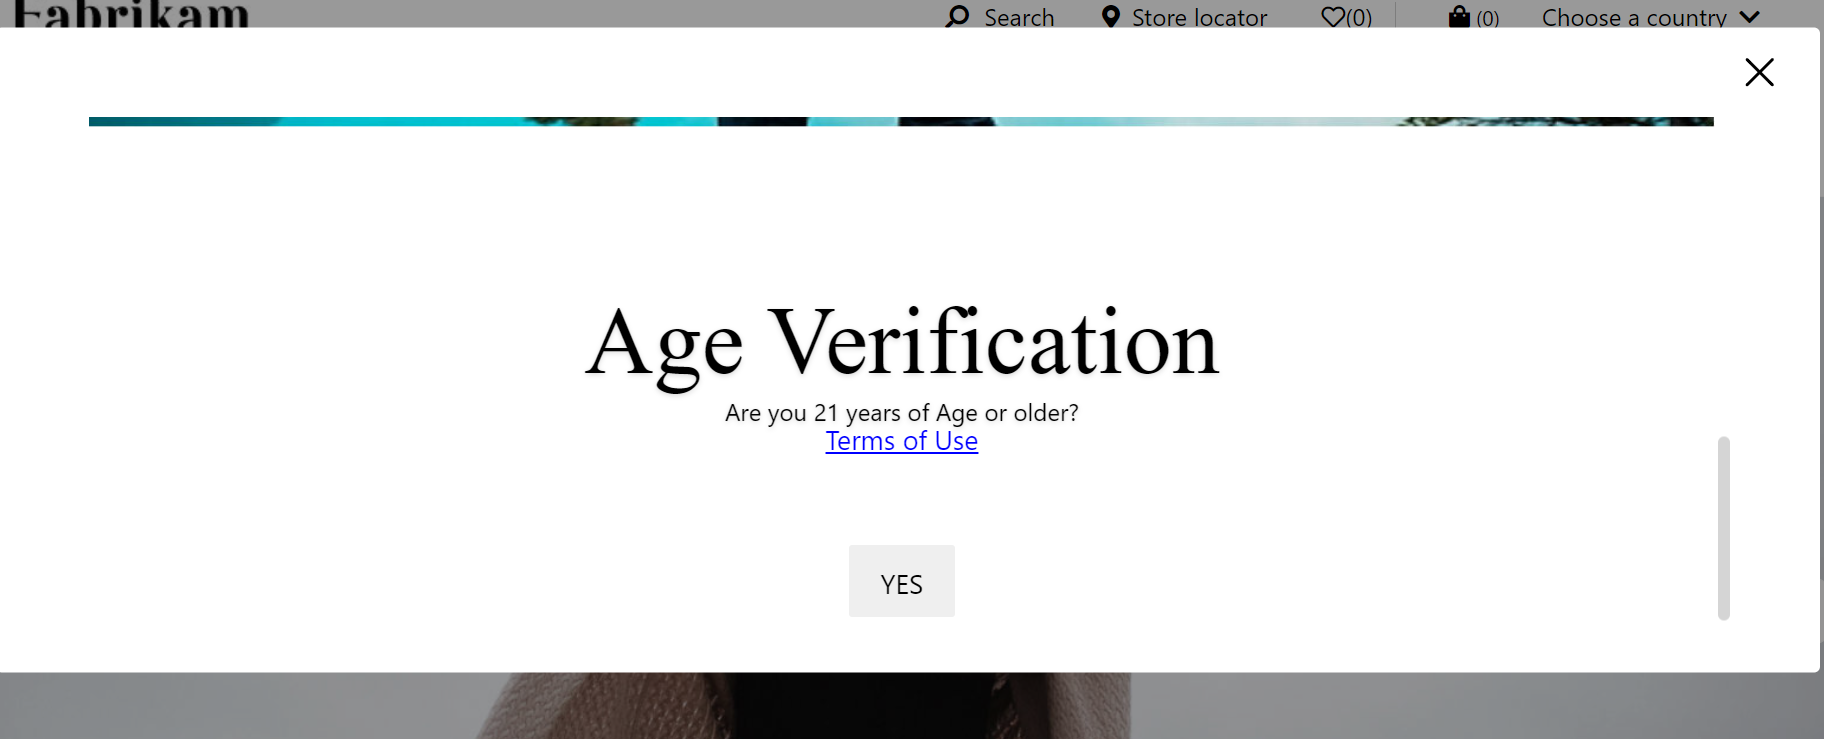 Fabrikam
Search Store locator (0) (0) Choose a country
Age Verification
Are you 21 years of Age or older?
Terms of Use
YES